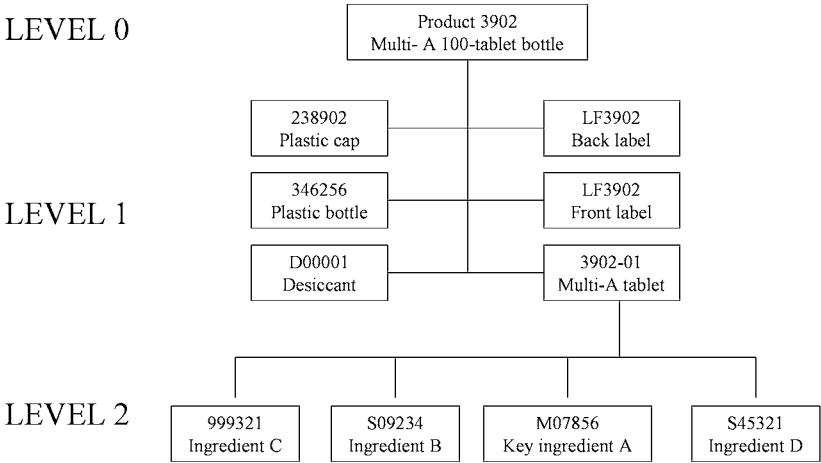 LEVEL 0
Product 3902
Multi- A 100-tablet bottle
238902
Plastic cap
LF3902
Back label
LEVEL 1
346256
Plastic bottle
LF3902
Front label
D00001
Desiccant
3902-01
Multi-A tablet
LEVEL 2
999321
Ingredient C
S09234
Ingredient B
M07856
Key ingredient A
S45321
Ingredient D